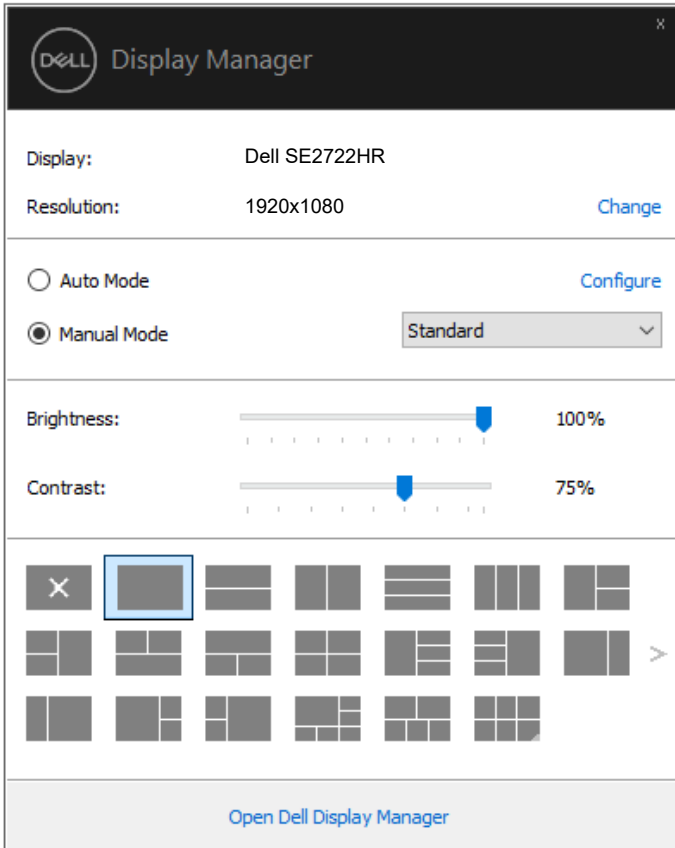 x
DELL Display Manager
Display: Dell SE2722HR
Resolution: 1920x1080 Change
Auto Mode Configure
Manual Mode Standard
Brightness: 100%
Contrast: 75%
Open Dell Display Manager